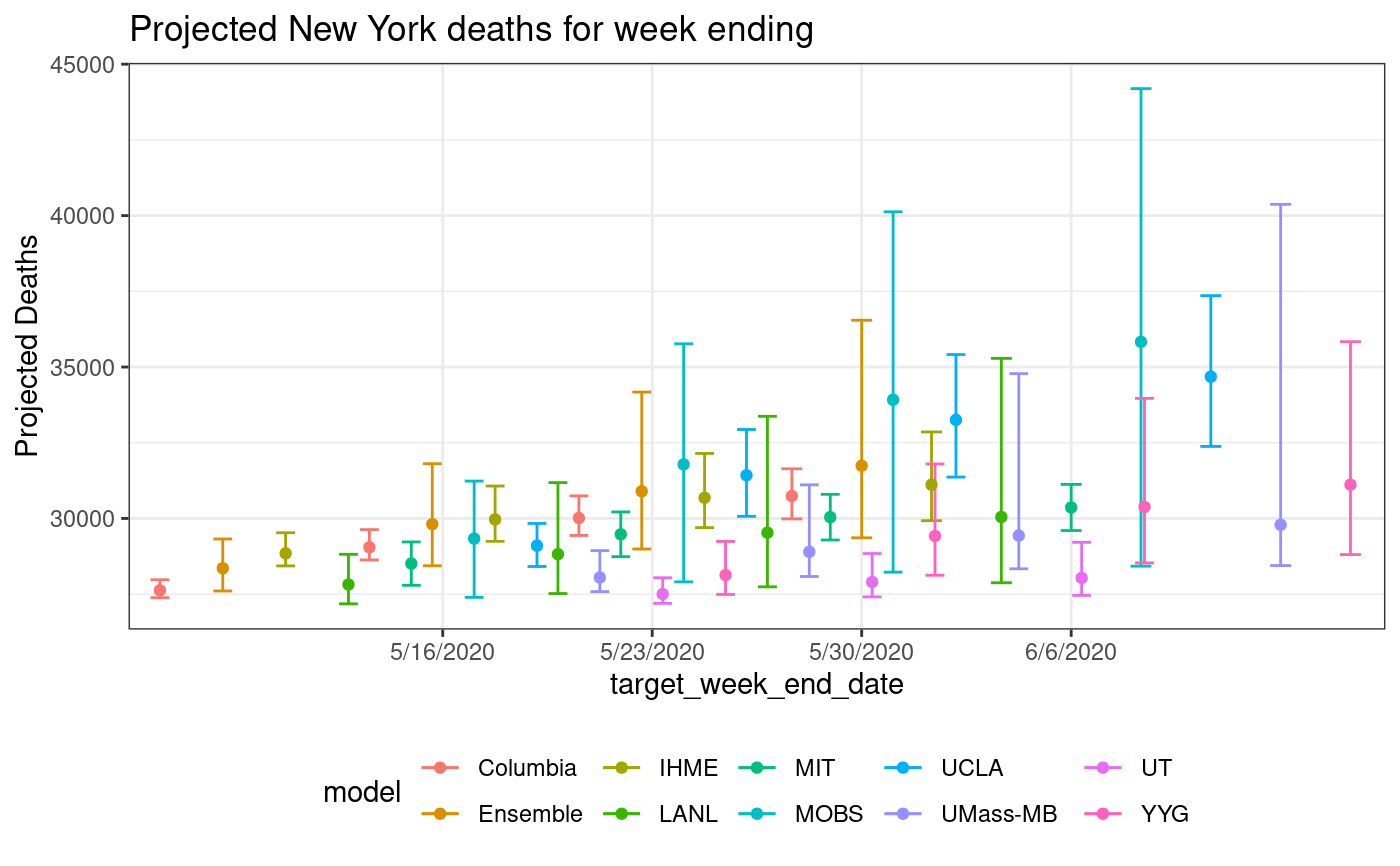 Projected New York deaths for week ending
45000
40000
35000
30000
Projected Deaths
5/16/2020 5/23/2020 5/30/2020 6/6/2020
target_week_end_date
model
Columbia IHME MIT UCLA UT
Ensemble LANL MOBS UMass-MB YYG